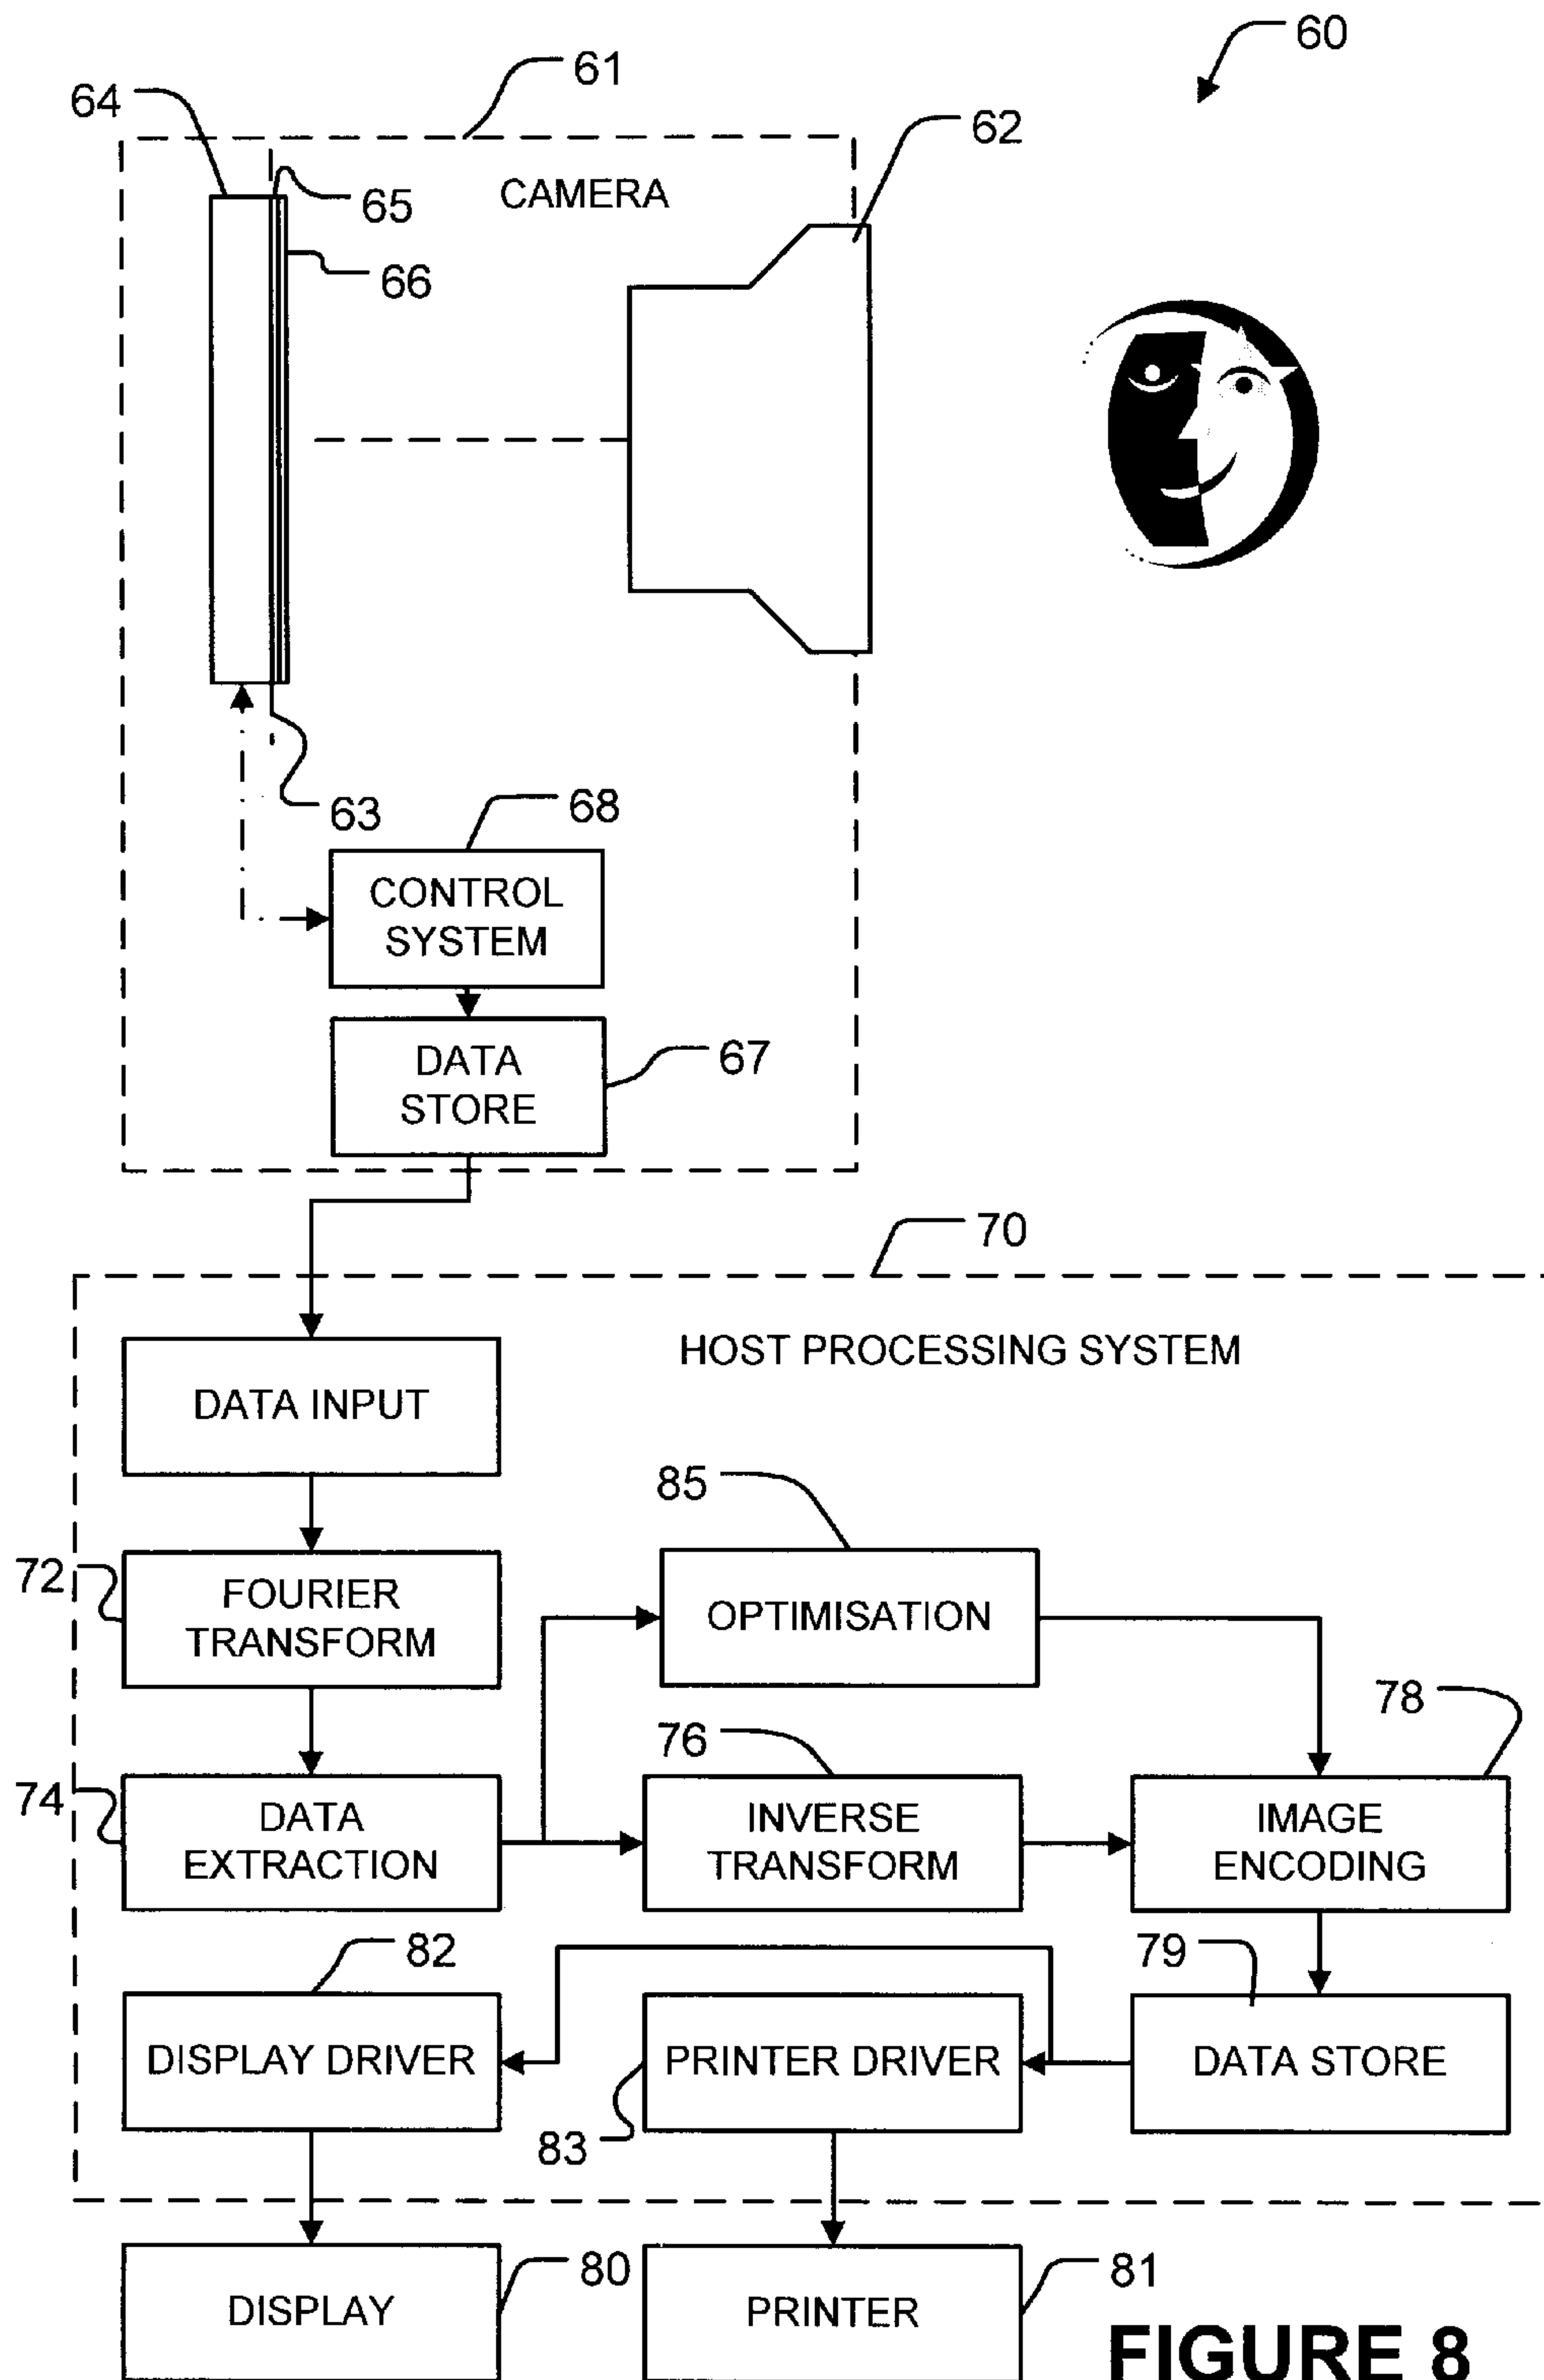 60
61
64
62
CAMERA
65
66
63
68
CONTROL
SYSTEM
DATA
STORE
67
70
HOST PROCESSING SYSTEM
DATA INPUT
85
72
FOURIER
TRANSFORM
OPTIMISATION
78
76
74
DATA
EXTRACTION
INVERSE
TRANSFORM
IMAGE
ENCODING
82
79
DISPLAY DRIVER
PRINTER DRIVER
DATA STORE
83
80
81
DISPLAY
PRINTER
FIGURE 8